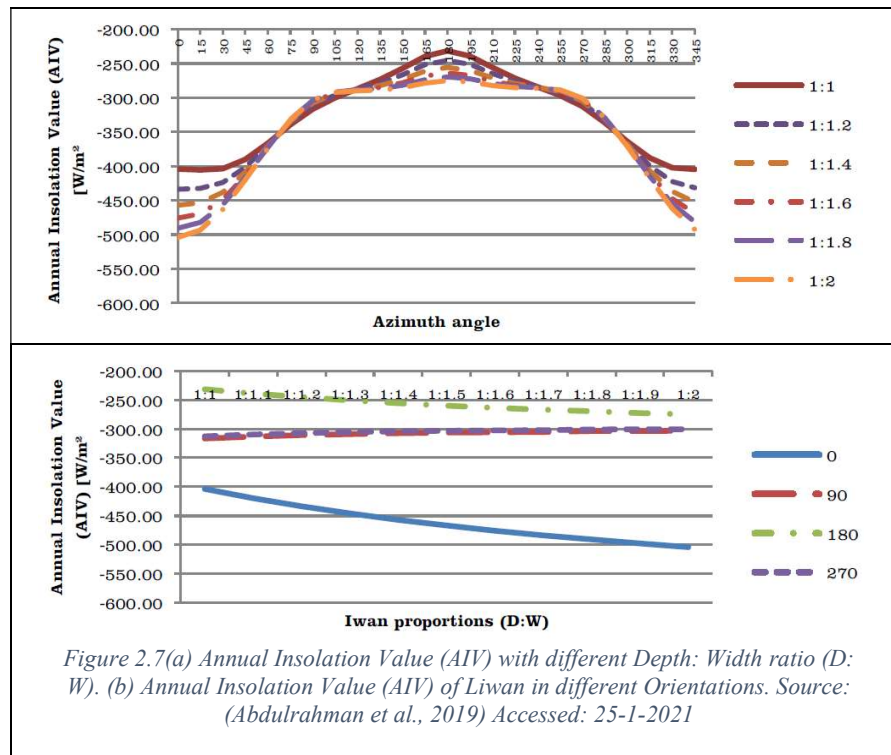 Annual Insolation Value (AIV)
[W/m²
-200.00
-250.00
-300.00
-350.00
-400.00
-450.00
-500.00
-550.00
-600.00
0 15 30 45 60 75 90 105 120 135 150 165 180 195 210 225 240 255 270 285 300 315 330 345
Azimuth angle
1:1
1:1.2
1:1.4
1:1.6
1:1.8
1:2
Annual Insolation Value
(AIV) [W/m²
-200.00
-250.00
-300.00
-350.00
-400.00
-450.00
-500.00
-550.00
-600.00
1:1 1:1.1 1:1.2 1:1.3 1:1.4 1:1.5 1:1.6 1:1.7 1:1.8 1:1.9 1:2
Iwan proportions (D:W)
0
90
180
270
Figure 2.7(a) Annual Insolation Value (AIV) with different Depth: Width ratio (D:
W). (b) Annual Insolation Value (AIV) of Liwan in different Orientations. Source:
(Abdulrahman et al., 2019) Accessed: 25-1-2021